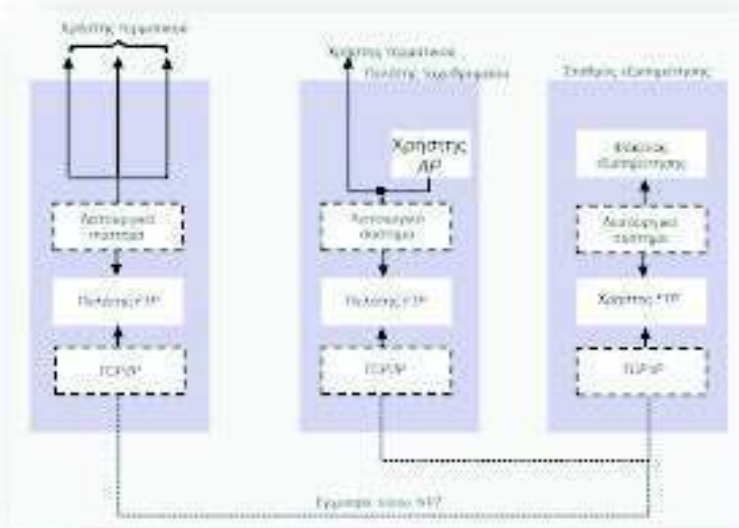 Χρήστης τερματικού
Χρήστης τερματικού
Πελάτης
Σταθμός εξυπηρέτησης
Χρήστης
ΑΡ
εξυπηρέτησης
Λειτουργικό
σύστημα
Λειτουργικό
σύστημα
Λειτουργικό
σύστημα
Πελάτης FTP
Πελάτης FTP
Χρήστης FTP
TCP/IP
TCP/IP
TCP/IP